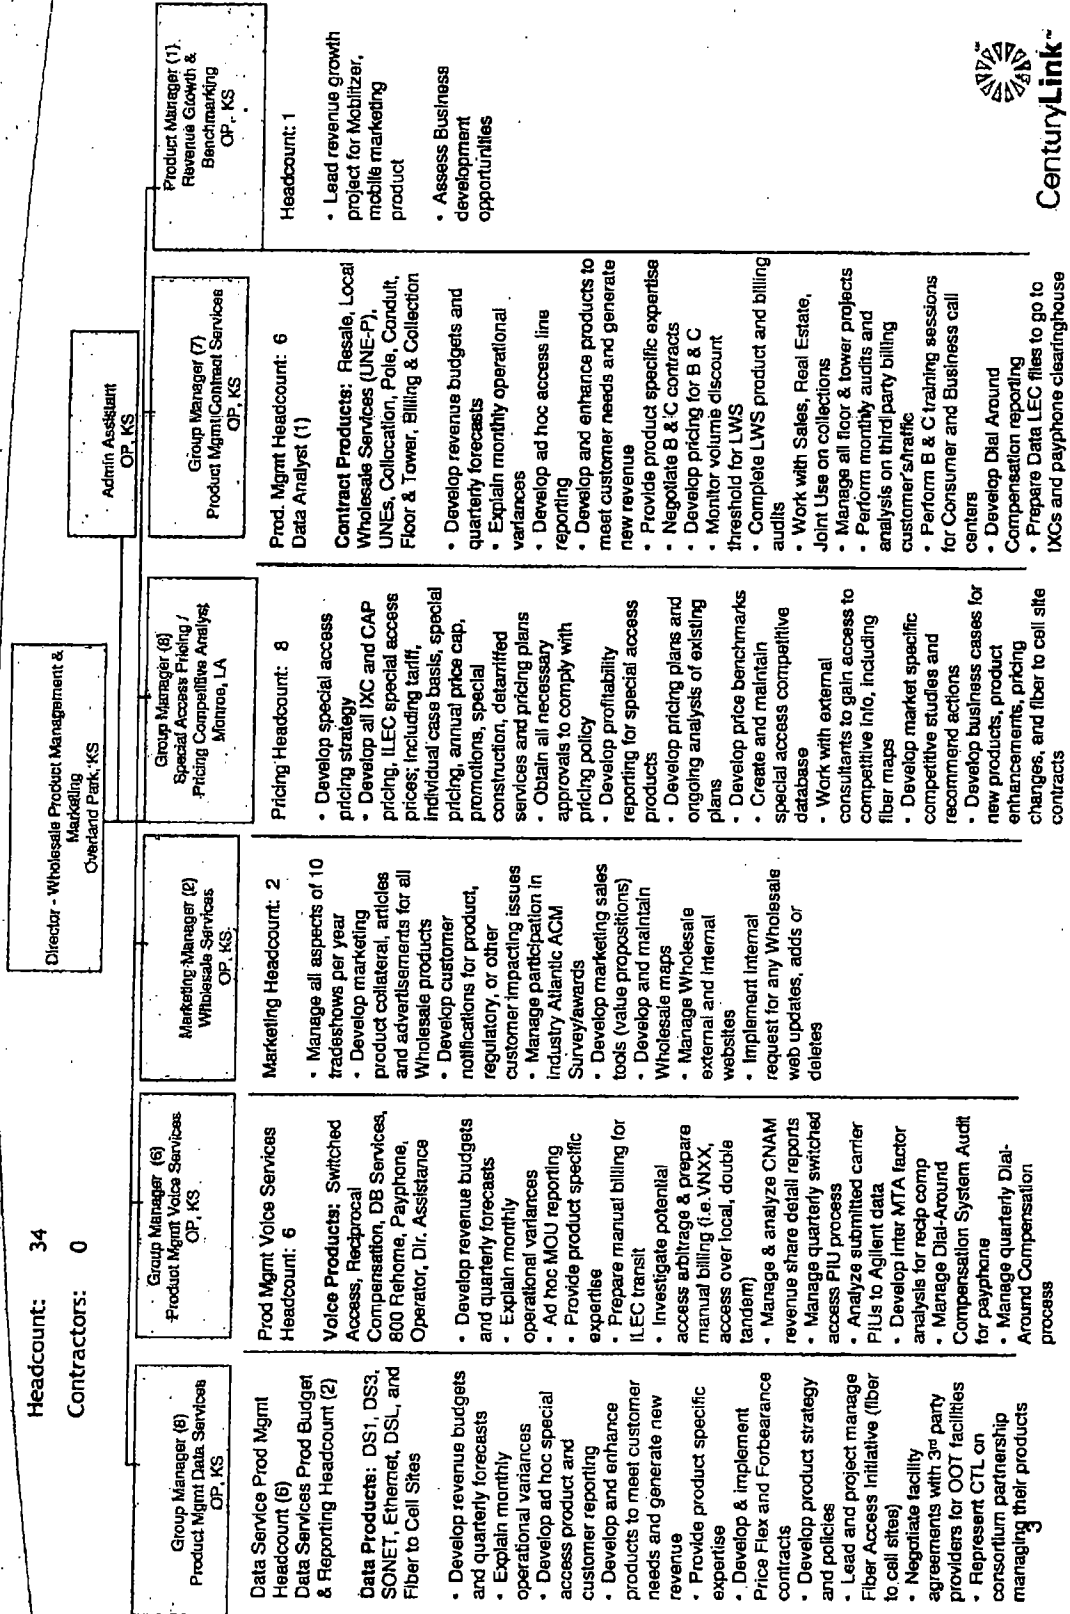 Headcount: 34
Contractors: 0
Director - Wholesale Product Management &
Marketing
Overland Park, KS
Admin Assistant
OP, KS
Group Manager (8)
Product Mgmt Data Services
OP, KS
Data Service Prod Mgmt
Headcount (6)
Data Services Prod Budget
& Reporting Headcount (2)
Data Products: DS1, DS3,
SONET, Ethernet, DSL, and
Fiber to Cell Sites
• Develop revenue budgets
and quarterly forecasts
• Explain monthly
operational variances
• Develop ad hoc special
access product and
customer reporting
• Develop and enhance
products to meet customer
needs and generate new
revenue
• Provide product specific
expertise
• Develop & implement
Price Flex and Forbearance
contracts
• Develop product strategy
and policies
• Lead and project manage
Fiber Access Initiative (fiber
to cell sites)
• Negotiate facility
agreements with 3rd party
providers for OOT facilities
• Represent CTL on
consortium partnership
managing their products
Group Manager (6)
Product Mgmt Voice Services
OP, KS
Prod Mgmt Voice Services
Headcount: 6
Voice Products: Switched
Access, Reciprocal
Compensation, DB Services,
800 Rehome, Payphone,
Operator, Dir. Assistance
• Develop revenue budgets
and quarterly forecasts
• Explain monthly
operational variances
• Ad hoc MOU reporting
• Provide product specific
expertise
• Prepare manual billing for
ILEC transit
• Investigate potential
access arbitrage & prepare
manual billing (i.e.VNXX,
access over local, double
tandem)
• Manage & analyze CNAM
revenue share detail reports
• Manage quarterly switched
access PIU process
• Analyze submitted carrier
PIUs to Agilent data
• Develop Inter MTA factor
analysis for recip comp
• Manage Dial-Around
Compensation System Audit
for payphone
• Manage quarterly Dial-
Around Compensation
process
Marketing Manager (2)
Wholesale Services
OP, KS
Marketing Headcount: 2
• Manage all aspects of 10
tradeshows per year
• Develop marketing
product collateral, articles
and advertisements for all
Wholesale products
• Develop customer
notifications for product,
regulatory, or other
customer impacting issues
• Manage participation in
industry Atlantic ACM
Survey/awards
• Develop marketing sales
tools (value propositions)
• Develop and maintain
Wholesale maps
• Manage Wholesale
external and internal
websites
• Implement Internal
request for any Wholesale
web updates, adds or
deletes
Group Manager (8)
Special Access Pricing /
Pricing Competitive Analyst
Monroe, LA
Pricing Headcount: 8
• Develop special access
pricing strategy
• Develop all IXC and CAP
pricing, ILEC special access
prices; including tariff,
individual case basis, special
pricing, annual price cap,
promotions, special
construction, detariffed
services and pricing plans
• Obtain all necessary
approvals to comply with
pricing policy
• Develop profitability
reporting for special access
products
• Develop pricing plans and
ongoing analysis of existing
plans
• Develop price benchmarks
• Create and maintain
special access competitive
database
• Work with external
consultants to gain access to
competitive info, including
fiber maps
• Develop market specific
competitive studies and
recommend actions
• Develop business cases for
new products, product
enhancements, pricing
changes, and fiber to cell site
contracts
Group Manager (7)
Product Mgmt Contract Services
OP, KS
Prod. Mgmt Headcount: 6
Data Analyst (1)
Contract Products: Resale, Local
Wholesale Services (UNE-P),
UNEs, Collocation, Pole, Conduit,
Floor & Tower, Billing & Collection
• Develop revenue budgets and
quarterly forecasts
• Explain monthly operational
variances
• Develop ad hoc access line
reporting
• Develop and enhance products to
meet customer needs and generate
new revenue
• Provide product specific expertise
• Negotiate B & C contracts
• Develop pricing for B & C
• Monitor volume discount
threshold for LWS
• Complete LWS product and billing
audits
• Work with Sales, Real Estate,
Joint Use on collections
• Manage all floor & tower projects
• Perform monthly audits and
analysis on third party billing
customer's/traffic
• Perform B & C training sessions
for Consumer and Business call
centers
• Develop Dial Around
Compensation reporting
• Prepare Data LEC files to go to
IXCs and payphone clearinghouse
Product Manager (1)
Revenue Growth &
Benchmarking
OP, KS
Headcount: 1
• Lead revenue growth
project for Moblitzer,
mobile marketing
product
• Assess Business
development
opportunities
3
CenturyLink™